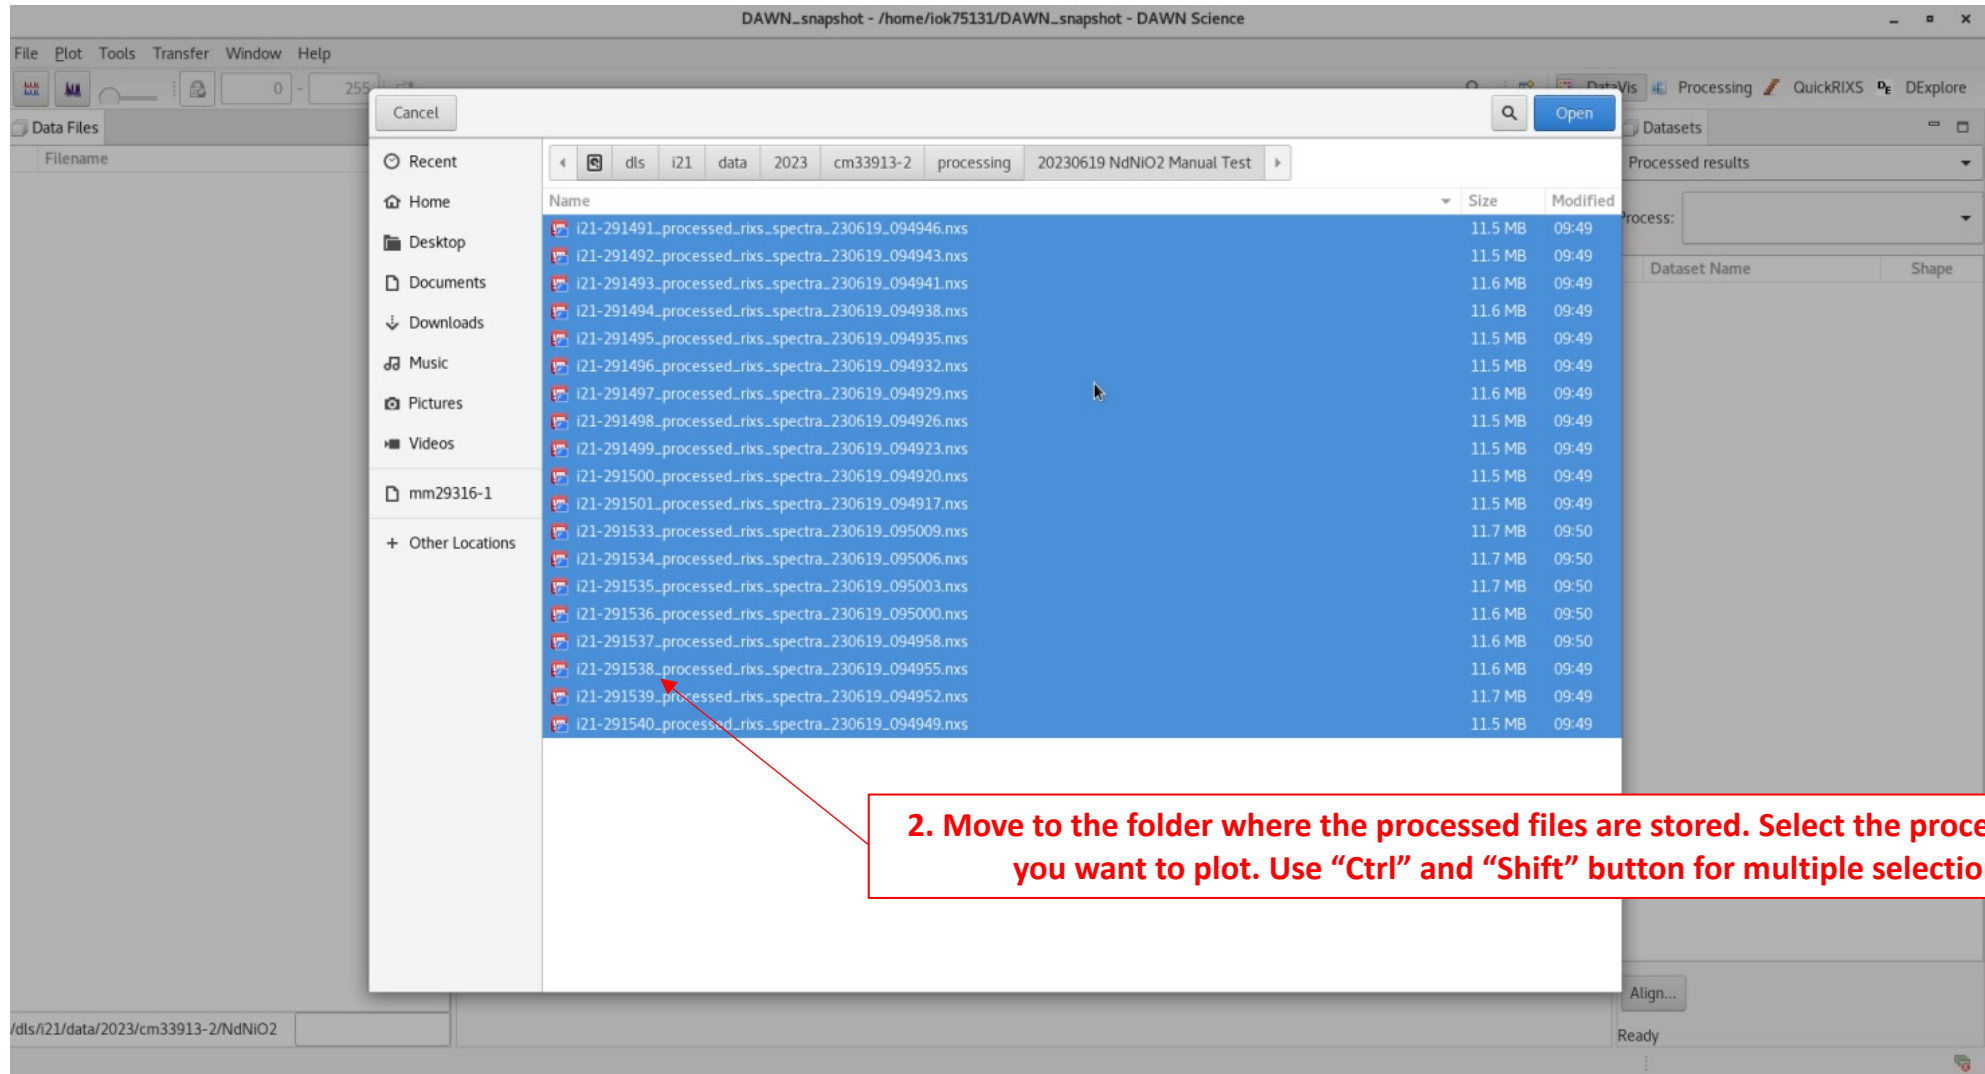 DAWN_snapshot - /home/iok75131/DAWN_snapshot - DAWN Science
File Plot Tools Transfer Window Help
0 - 255
DataVis Processing QuickRIXS DExplore
Cancel
Open
Data Files
Datasets
Filename
Recent
dls i21 data 2023 cm33913-2 processing 20230619 NdNiO2 Manual Test
Processed results
Home
Name Size Modified
Process:
Desktop
Documents
Downloads
Music
Pictures
Videos
mm29316-1
+ Other Locations
Dataset Name Shape
i21-291491_processed_rixs_spectra_230619_094946.nxs 11.5 MB 09:49
i21-291492_processed_rixs_spectra_230619_094943.nxs 11.5 MB 09:49
i21-291493_processed_rixs_spectra_230619_094941.nxs 11.6 MB 09:49
i21-291494_processed_rixs_spectra_230619_094938.nxs 11.6 MB 09:49
i21-291495_processed_rixs_spectra_230619_094935.nxs 11.5 MB 09:49
i21-291496_processed_rixs_spectra_230619_094932.nxs 11.5 MB 09:49
i21-291497_processed_rixs_spectra_230619_094929.nxs 11.6 MB 09:49
i21-291498_processed_rixs_spectra_230619_094926.nxs 11.5 MB 09:49
i21-291499_processed_rixs_spectra_230619_094923.nxs 11.5 MB 09:49
i21-291500_processed_rixs_spectra_230619_094920.nxs 11.5 MB 09:49
i21-291501_processed_rixs_spectra_230619_094917.nxs 11.5 MB 09:49
i21-291533_processed_rixs_spectra_230619_095009.nxs 11.7 MB 09:50
i21-291534_processed_rixs_spectra_230619_095006.nxs 11.7 MB 09:50
i21-291535_processed_rixs_spectra_230619_095003.nxs 11.7 MB 09:50
i21-291536_processed_rixs_spectra_230619_095000.nxs 11.6 MB 09:50
i21-291537_processed_rixs_spectra_230619_094958.nxs 11.6 MB 09:50
i21-291538_processed_rixs_spectra_230619_094955.nxs 11.6 MB 09:49
i21-291539_processed_rixs_spectra_230619_094952.nxs 11.7 MB 09:49
i21-291540_processed_rixs_spectra_230619_094949.nxs 11.5 MB 09:49
2. Move to the folder where the processed files are stored. Select the proce
you want to plot. Use “Ctrl” and “Shift” button for multiple selectio
Align...
/dls/i21/data/2023/cm33913-2/NdNiO2
Ready